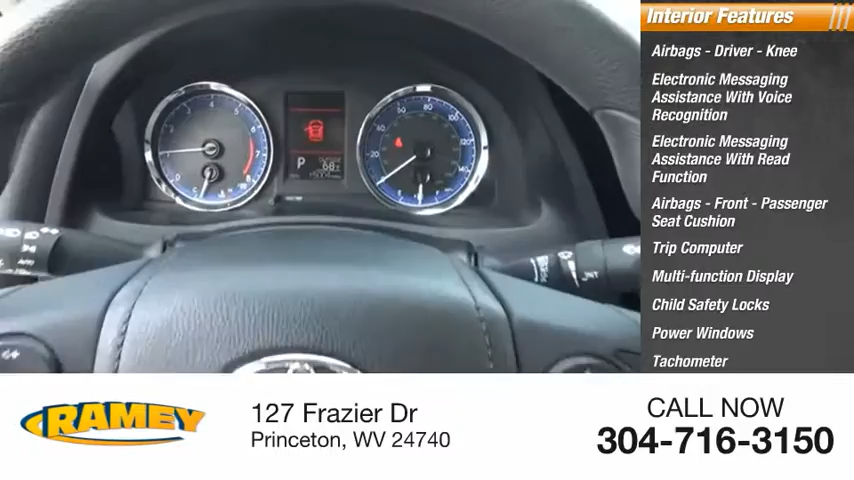 Interior Features
Airbags - Driver - Knee
Electronic Messaging
Assistance With Voice
Recognition
Electronic Messaging
Assistance With Read
Function
Airbags - Front - Passenger
Seat Cushion
Trip Computer
Multi-function Display
Child Safety Locks
Power Windows
Tachometer
P
RAMEY
127 Frazier Dr
Princeton, WV 24740
CALL NOW
304-716-3150